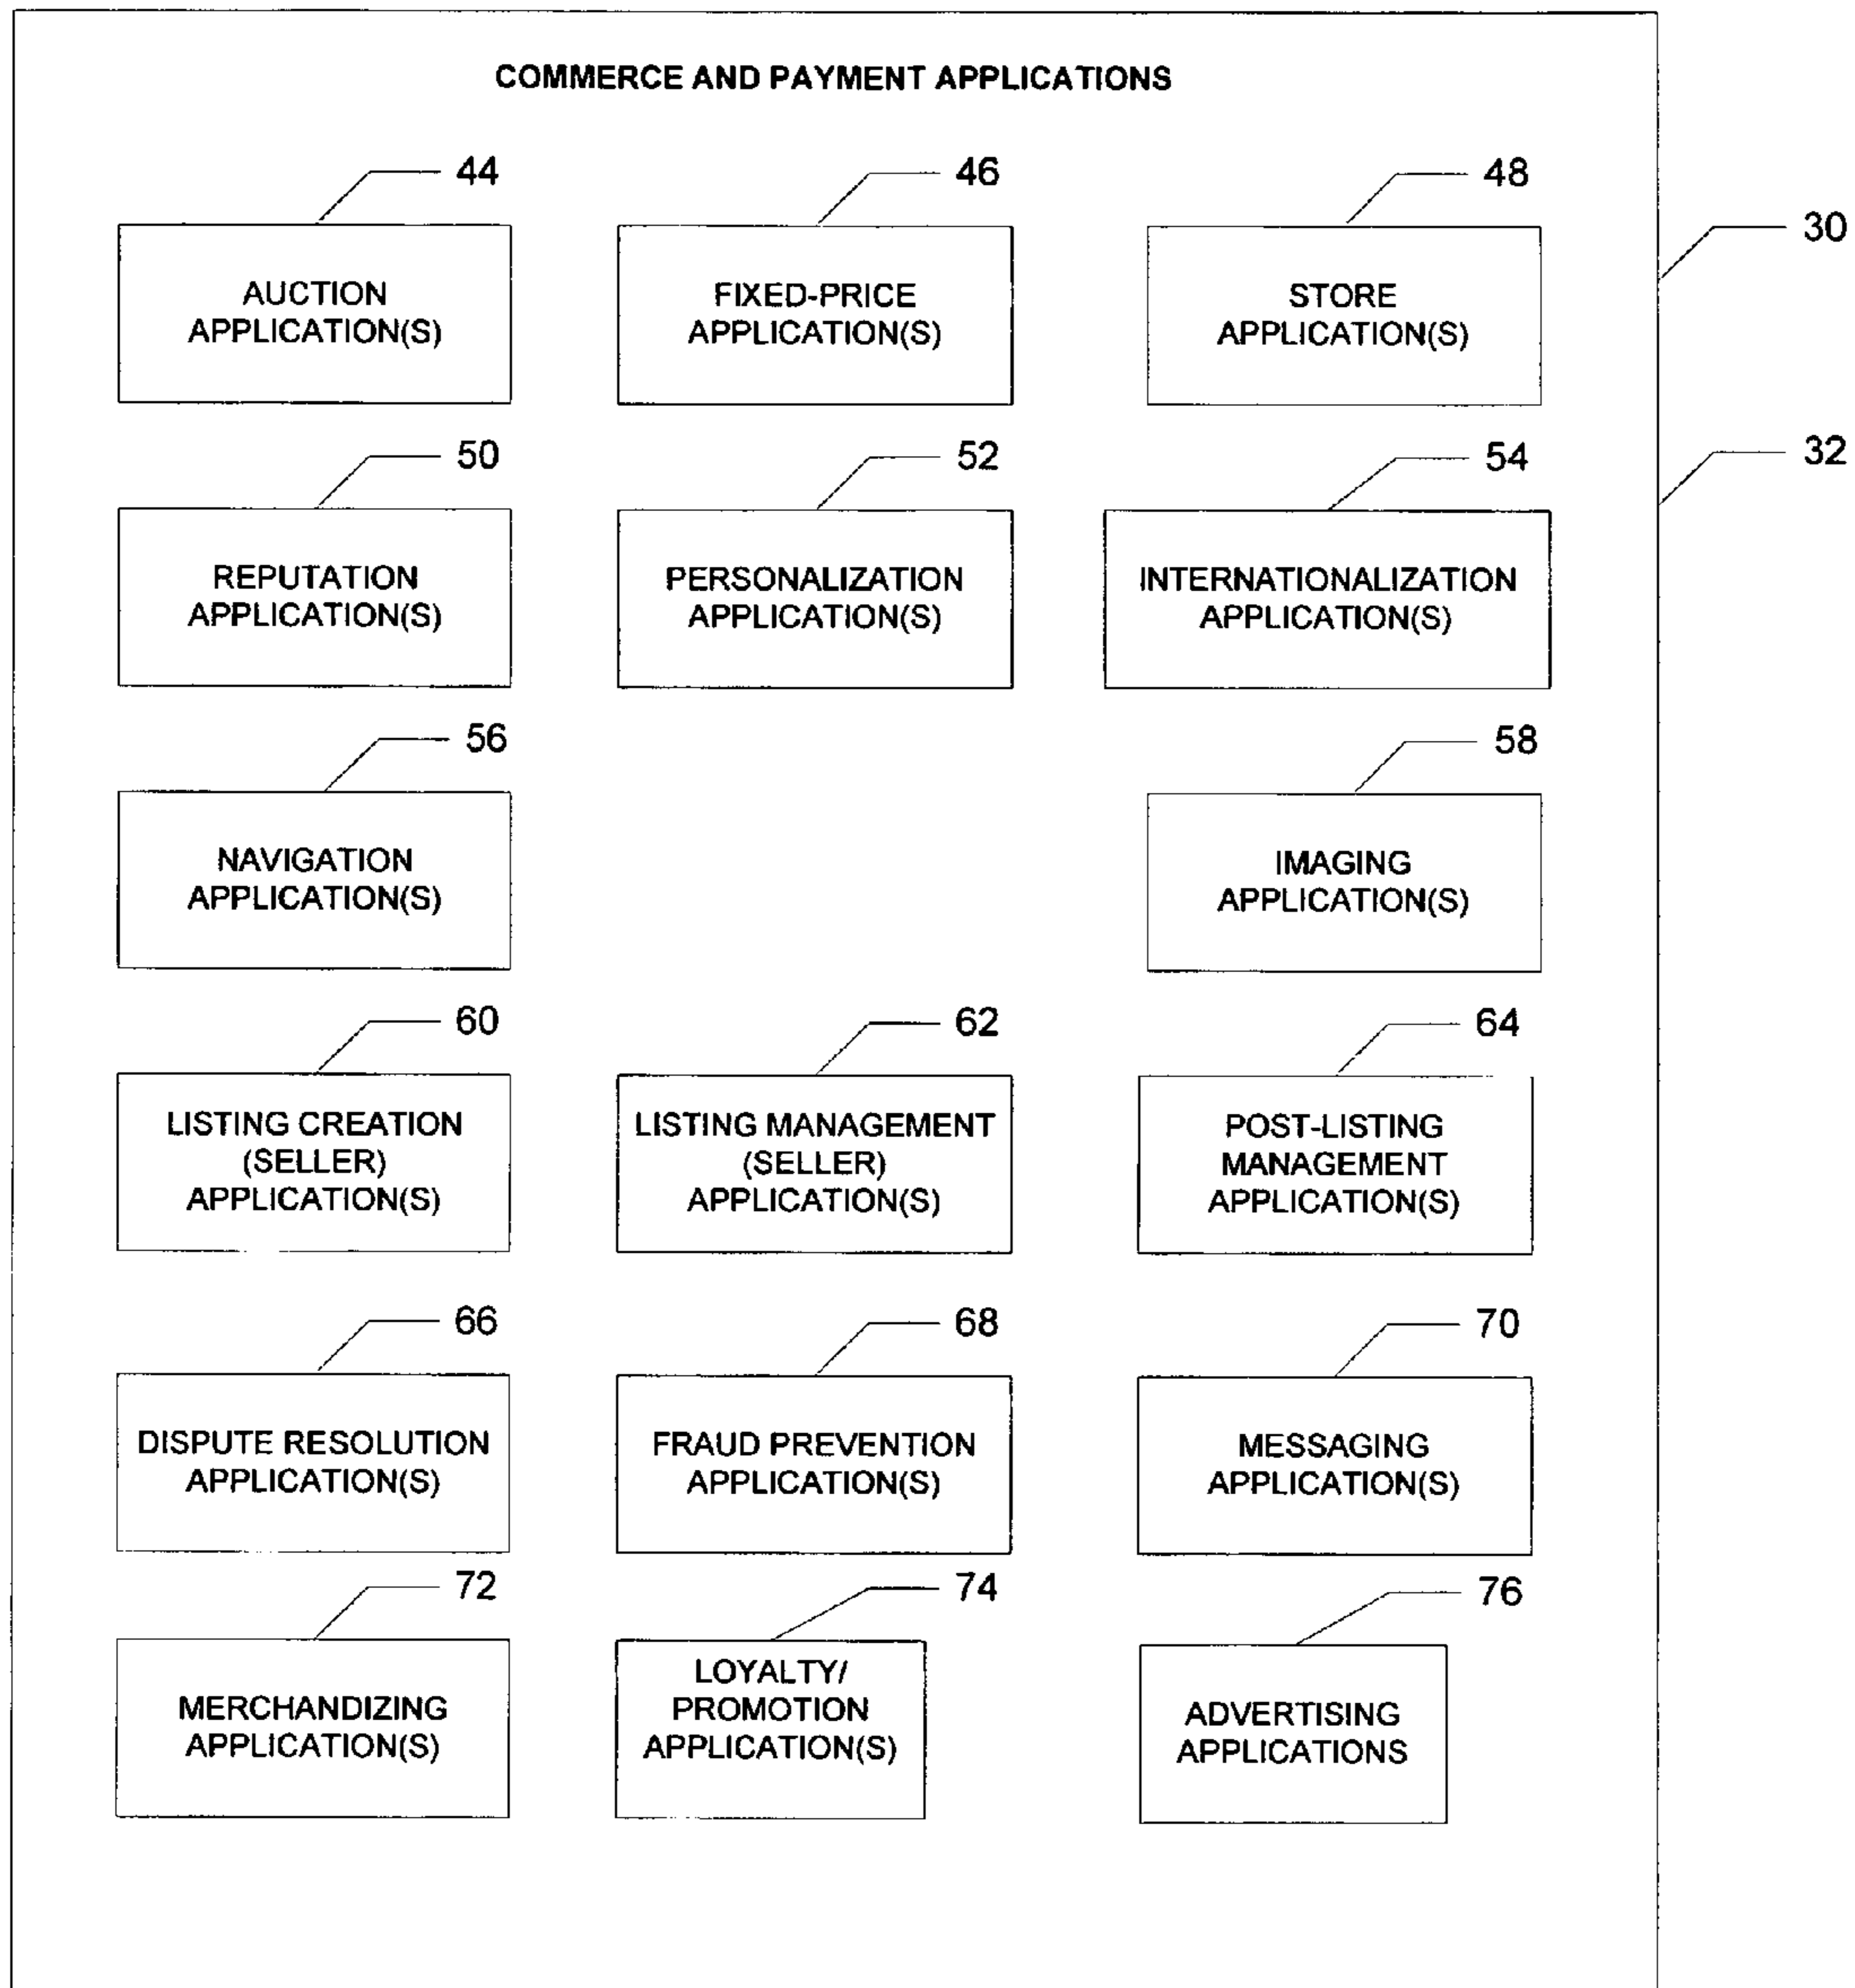 COMMERCE AND PAYMENT APPLICATIONS
44
46
48
30
AUCTION
APPLICATION(S)
FIXED-PRICE
APPLICATION(S)
STORE
APPLICATION(S)
50
52
54
32
REPUTATION
APPLICATION(S)
PERSONALIZATION
APPLICATION(S)
INTERNATIONALIZATION
APPLICATION(S)
56
58
NAVIGATION
APPLICATION(S)
IMAGING
APPLICATION(S)
60
62
64
LISTING CREATION
(SELLER)
APPLICATION(S)
LISTING MANAGEMENT
(SELLER)
APPLICATION(S)
POST-LISTING
MANAGEMENT
APPLICATION(S)
66
68
70
DISPUTE RESOLUTION
APPLICATION(S)
FRAUD PREVENTION
APPLICATION(S)
MESSAGING
APPLICATION(S)
72
74
76
MERCHANDIZING
APPLICATION(S)
LOYALTY/
PROMOTION
APPLICATION(S)
ADVERTISING
APPLICATIONS